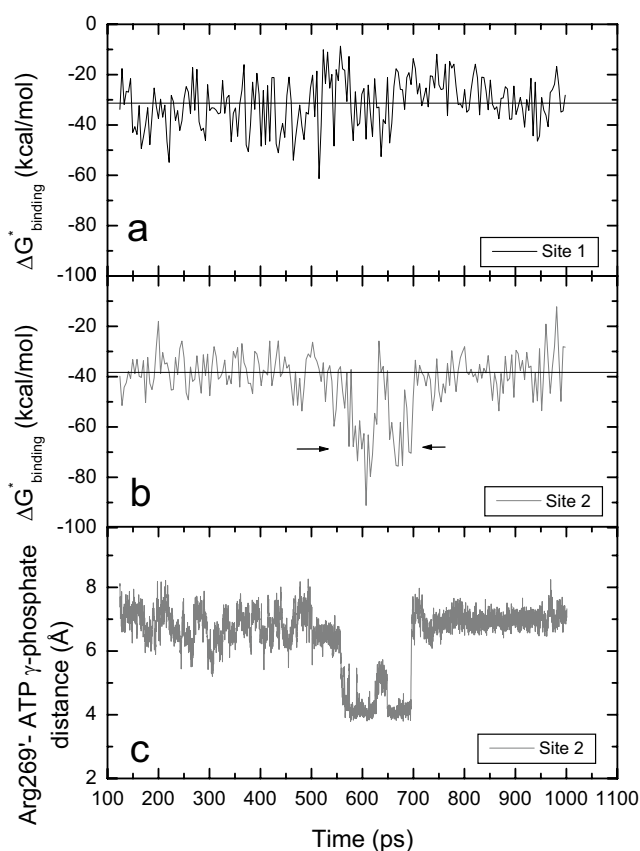 0
-20
-40
-60
-80
-100
ΔG*binding (kcal/mol)
a
Site 1
0
-20
-40
-60
-80
-100
ΔG*binding (kcal/mol)
b
Site 2
8
6
4
2
Arg269'- ATP γ-phosphate
distance (Å)
c
Site 2
100 200 300 400 500 600 700 800 900 1000 1100
Time (ps)